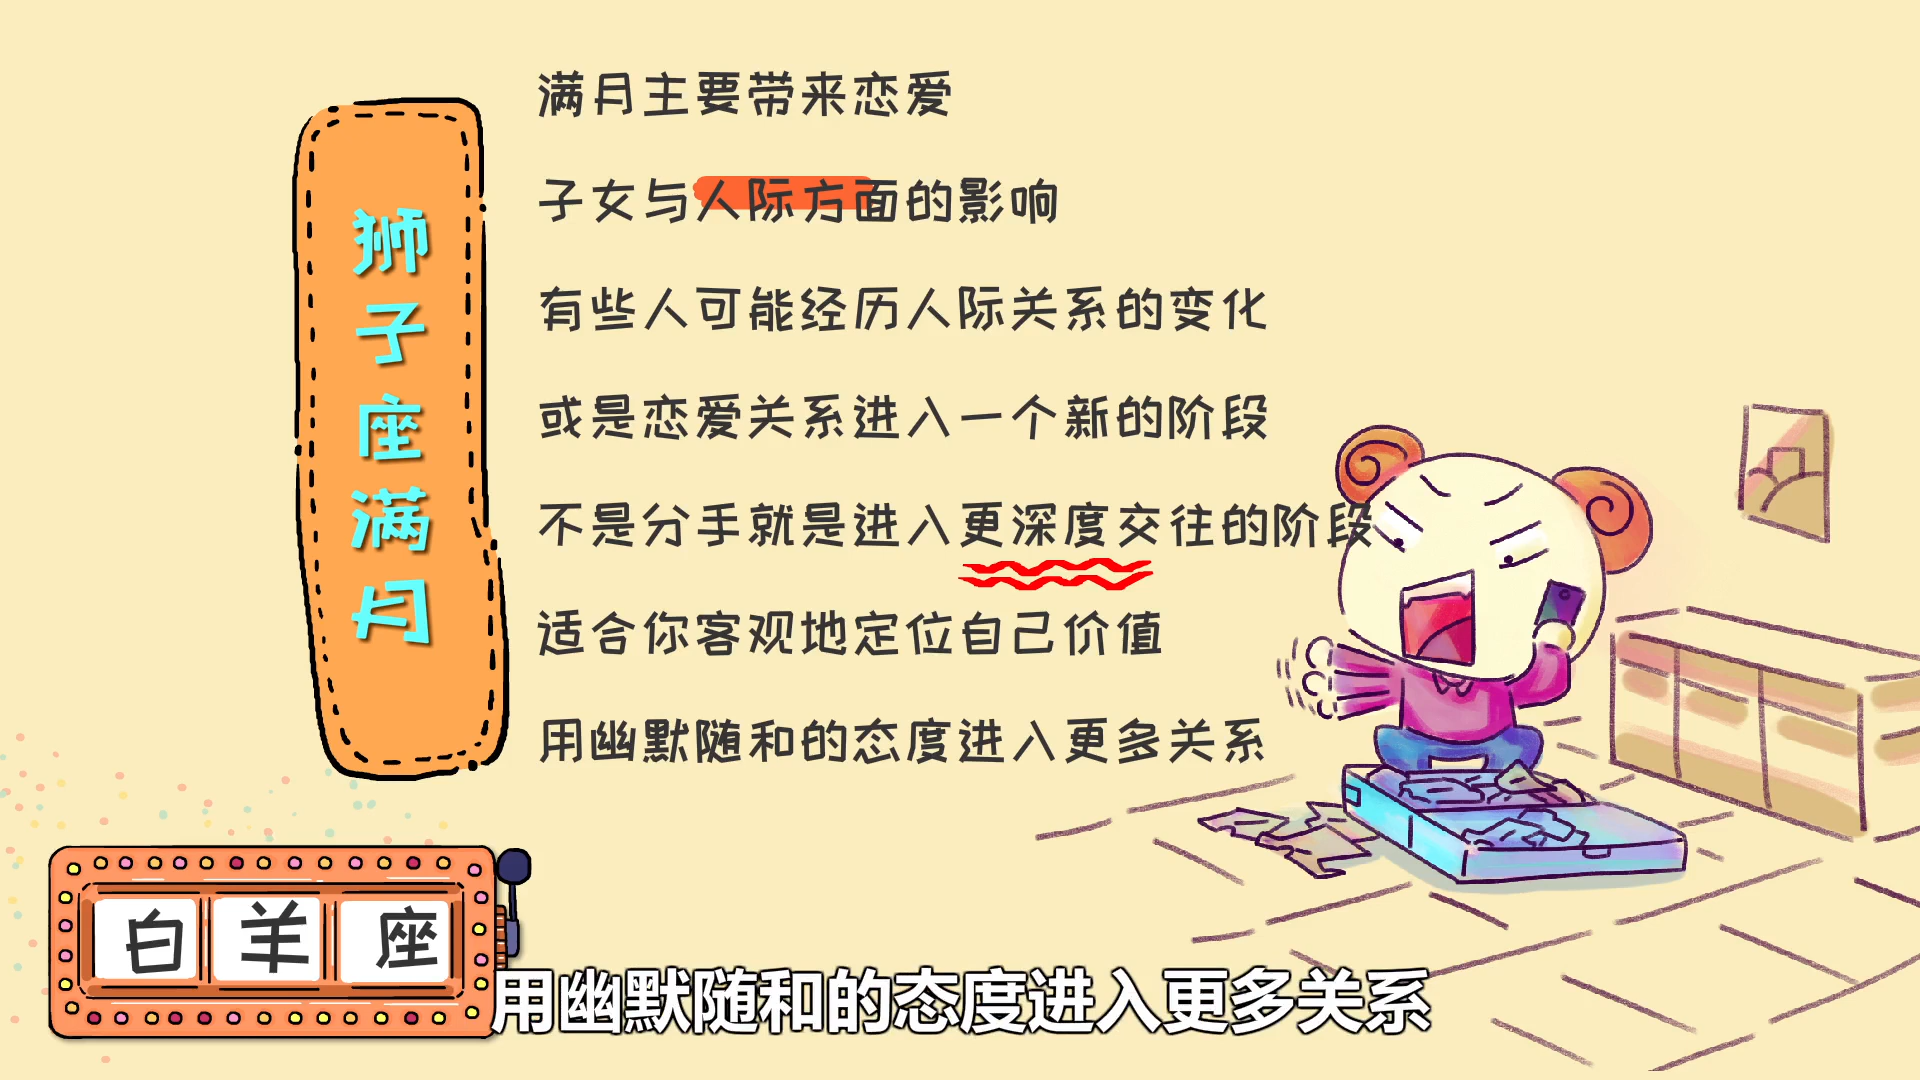 狮子座满月
满月主要带来恋爱
子女与人际方面的影响
有些人可能经历人际关系的变化
或是恋爱关系进入一个新的阶段
不是分手就是进入更深度交往的阶段
适合你客观地定位自己价值
用幽默随和的态度进入更多关系
白羊座
用幽默随和的态度进入更多关系